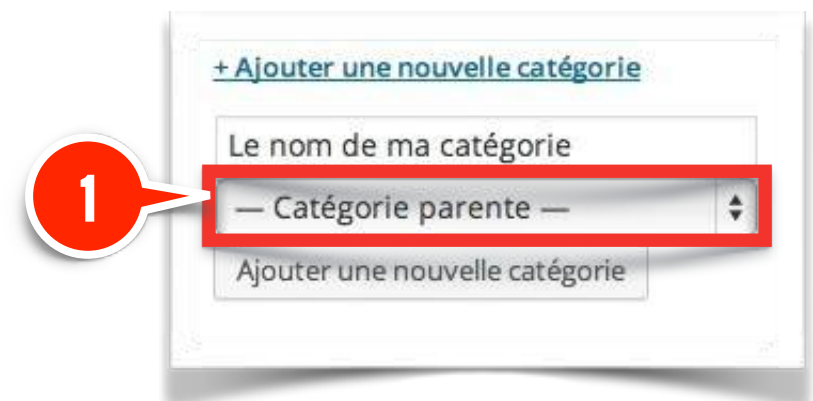 + Ajouter une nouvelle catégorie
Le nom de ma catégorie
1
— Catégorie parente —
Ajouter une nouvelle catégorie